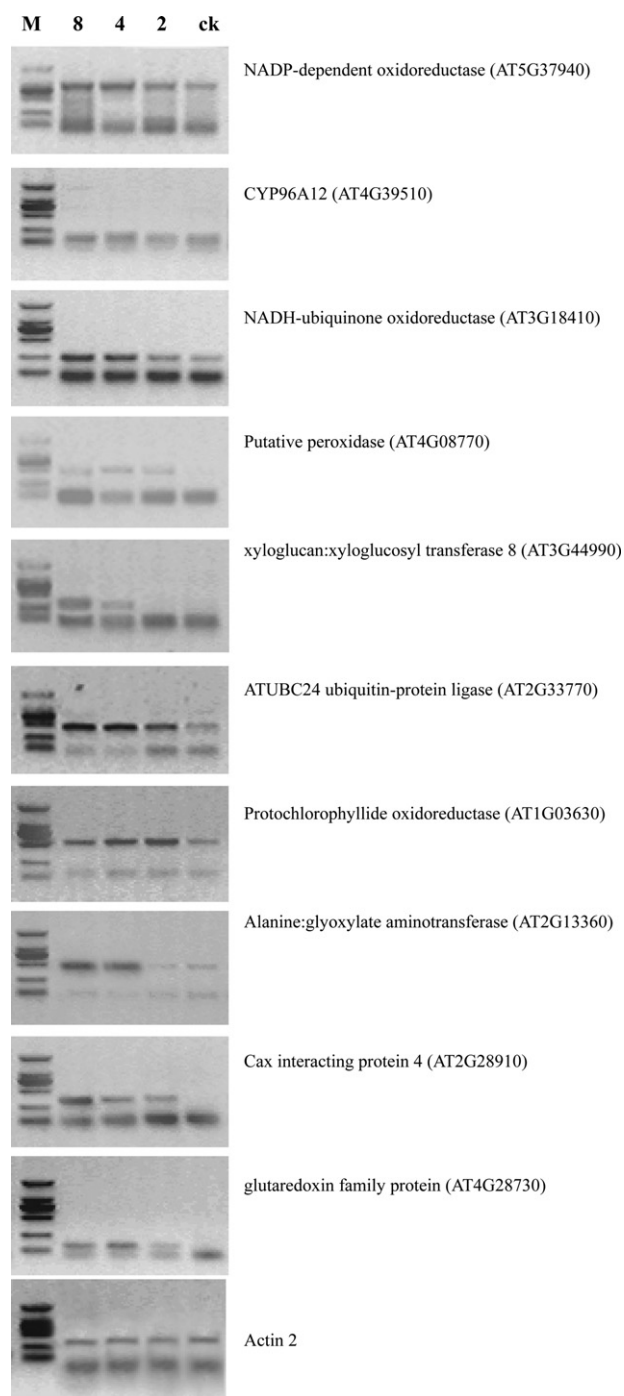 M 8 4 2 ck
NADP-dependent oxidoreductase (AT5G37940)
CYP96A12 (AT4G39510)
NADH-ubiquinone oxidoreductase (AT3G18410)
Putative peroxidase (AT4G08770)
xyloglucan:xyloglucosyl transferase 8 (AT3G44990)
ATUBC24 ubiquitin-protein ligase (AT2G33770)
Protochlorophyllide oxidoreductase (AT1G03630)
Alanine:glyoxylate aminotransferase (AT2G13360)
Cax interacting protein 4 (AT2G28910)
glutaredoxin family protein (AT4G28730)
Actin 2